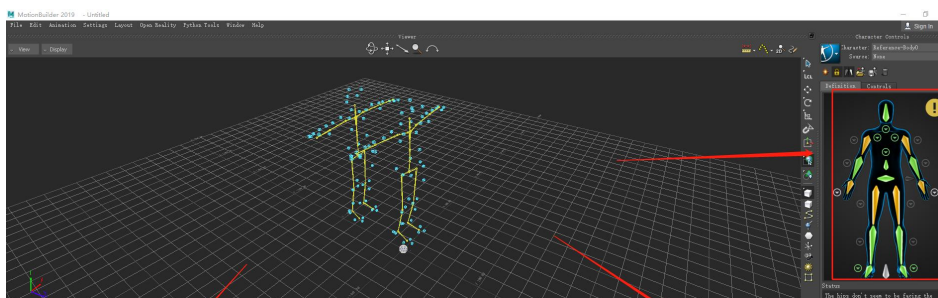 MotionBuilder 2019 - Untitled
File Edit Animation Settings Layout Open Reality Python Tools Window Help
Sign In
Viewer
Character Controls
View
Display
Character: Reference-Body0
Source: None
Definition
Controls
Status
The hips don't seem to be facing the